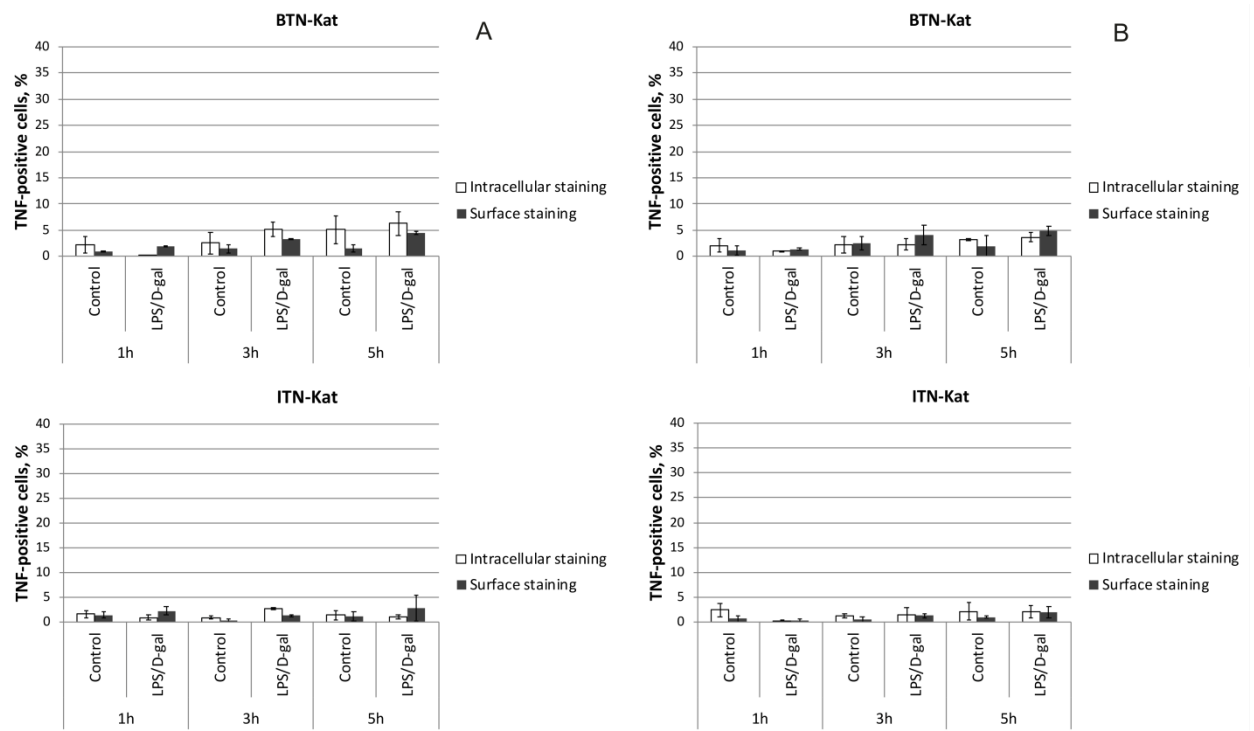 BTN-Kat
A
TNF-positive cells, %
40
35
30
25
20
15
10
5
0
Control
LPS/D-gal
Control
LPS/D-gal
Control
LPS/D-gal
1h
3h
5h
Intracellular staining
Surface staining
BTN-Kat
B
TNF-positive cells, %
40
35
30
25
20
15
10
5
0
Control
LPS/D-gal
Control
LPS/D-gal
Control
LPS/D-gal
1h
3h
5h
Intracellular staining
Surface staining
ITN-Kat
TNF-positive cells, %
40
35
30
25
20
15
10
5
0
Control
LPS/D-gal
Control
LPS/D-gal
Control
LPS/D-gal
1h
3h
5h
Intracellular staining
Surface staining
ITN-Kat
TNF-positive cells, %
40
35
30
25
20
15
10
5
0
Control
LPS/D-gal
Control
LPS/D-gal
Control
LPS/D-gal
1h
3h
5h
Intracellular staining
Surface staining